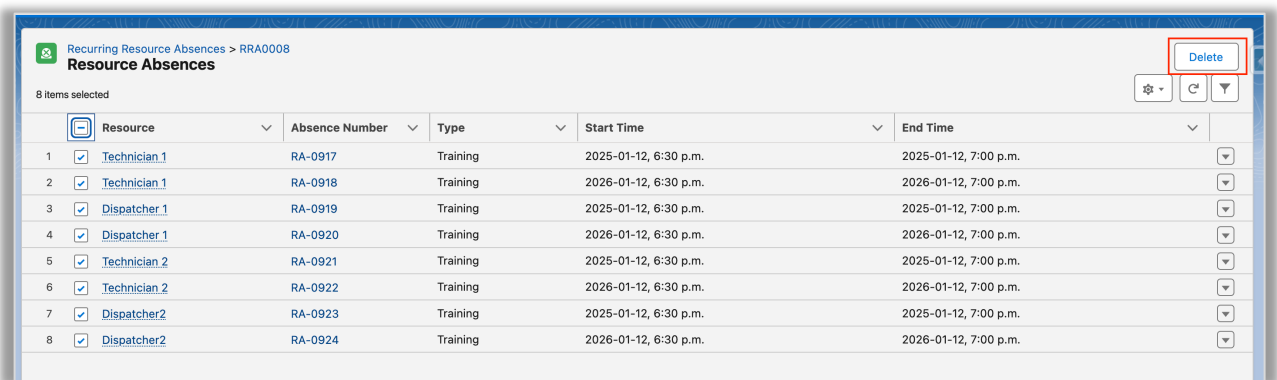 Recurring Resource Absences > RRA0008
Resource Absences
Delete
8 items selected
Resource Absence Number Type Start Time End Time
1 Technician 1 RA-0917 Training 2025-01-12, 6:30 p.m. 2025-01-12, 7:00 p.m.
2 Technician 1 RA-0918 Training 2026-01-12, 6:30 p.m. 2026-01-12, 7:00 p.m.
3 Dispatcher 1 RA-0919 Training 2025-01-12, 6:30 p.m. 2025-01-12, 7:00 p.m.
4 Dispatcher 1 RA-0920 Training 2026-01-12, 6:30 p.m. 2026-01-12, 7:00 p.m.
5 Technician 2 RA-0921 Training 2025-01-12, 6:30 p.m. 2025-01-12, 7:00 p.m.
6 Technician 2 RA-0922 Training 2026-01-12, 6:30 p.m. 2026-01-12, 7:00 p.m.
7 Dispatcher2 RA-0923 Training 2025-01-12, 6:30 p.m. 2025-01-12, 7:00 p.m.
8 Dispatcher2 RA-0924 Training 2026-01-12, 6:30 p.m. 2026-01-12, 7:00 p.m.